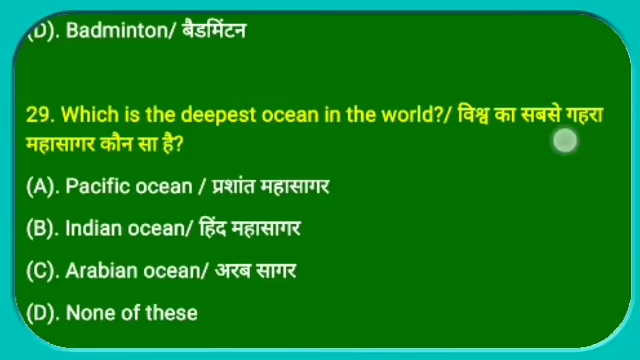 (D). Badminton/ बैडमिंटन
29. Which is the deepest ocean in the world?/ विश्व का सबसे गहरा
महासागर कौन सा है?
(A). Pacific ocean / प्रशांत महासागर
(B). Indian ocean/ हिंद महासागर
(C). Arabian ocean/ अरब सागर
(D). None of these